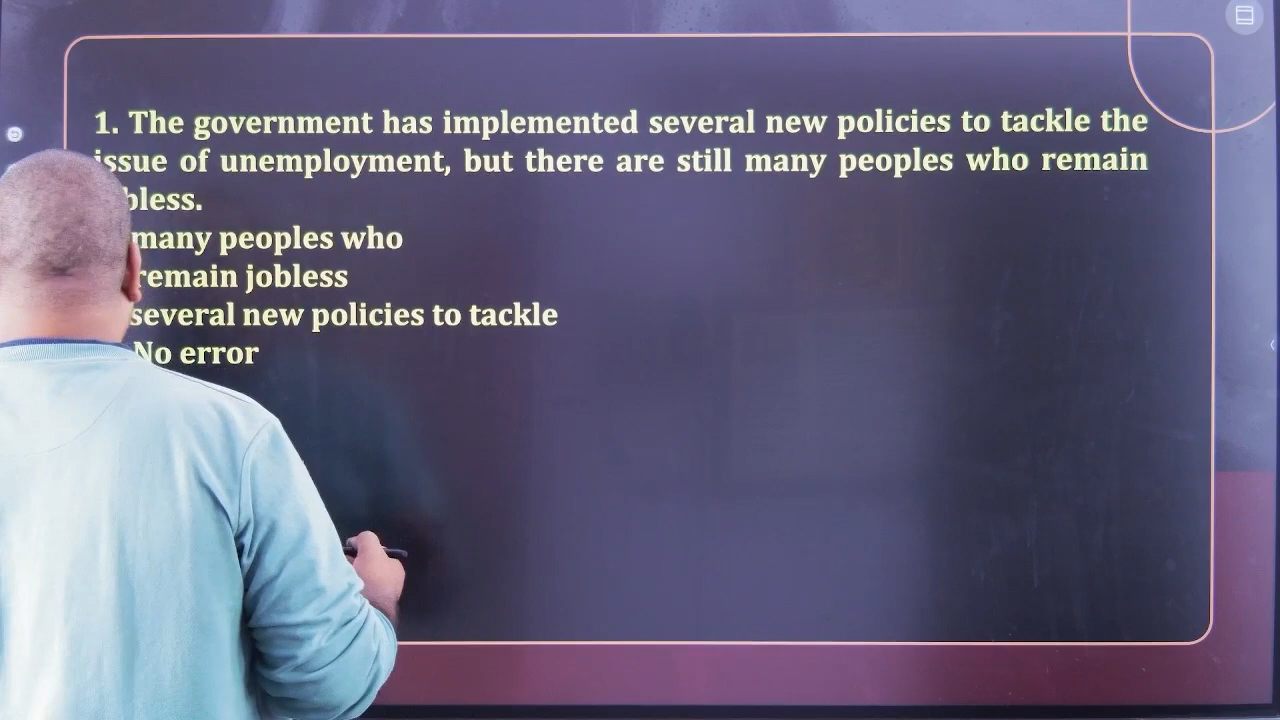 1. The government has implemented several new policies to tackle the
issue of unemployment, but there are still many peoples who remain
bless.
many peoples who
remain jobless
several new policies to tackle
No error